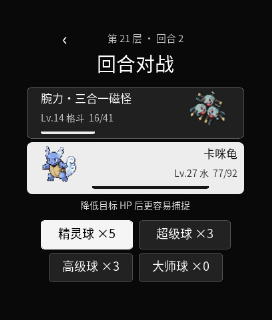 ‹ 第 21 层 · 回合 2
回合对战
腕力·三合一磁怪
Lv.14 格斗 16/41
卡咪龟
Lv.27 水 77/92
降低目标 HP 后更容易捕捉
精灵球 ×5 超级球 ×3
高级球 ×3 大师球 ×0